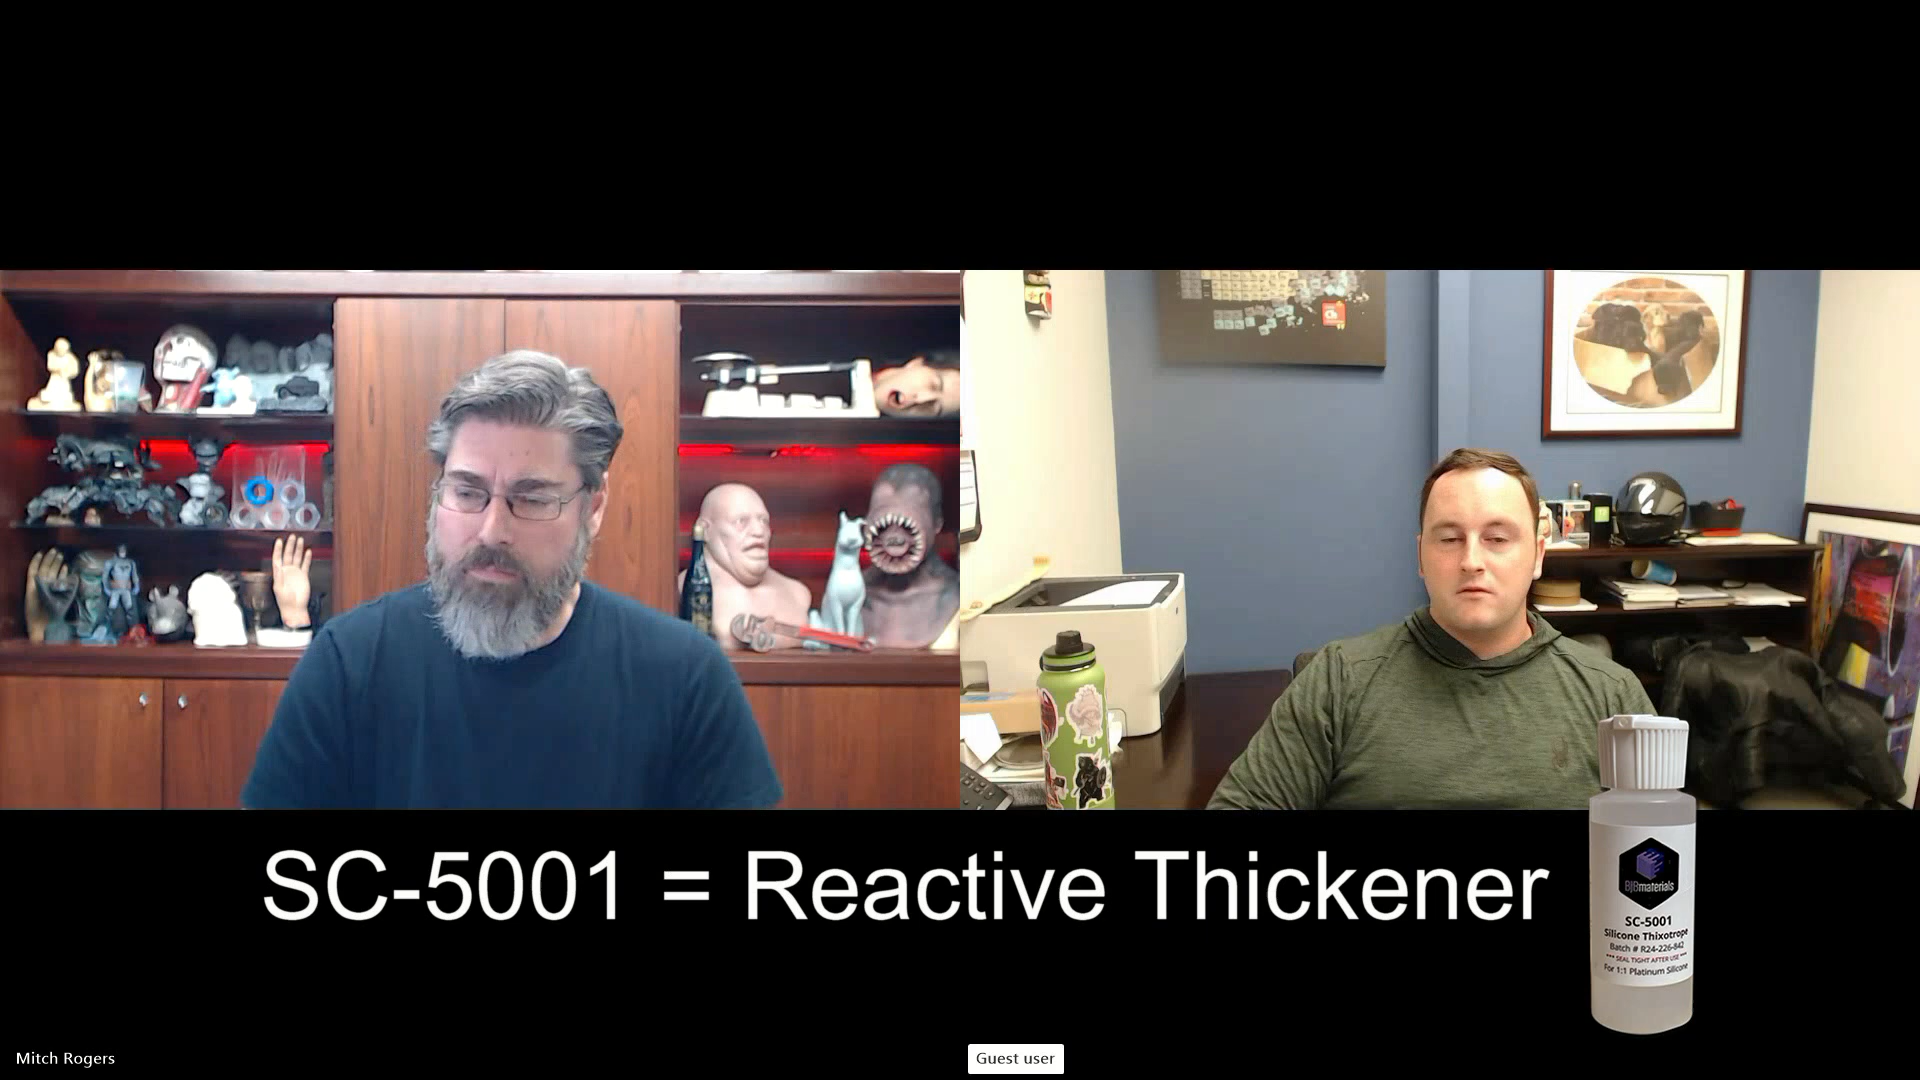 SC-5001 = Reactive Thickener
BJBmaterials
SC-5001
Silicone Thixotrope
Batch # R24-226-842
*** SEAL TIGHT AFTER USE ***
For 1:1 Platinum Silicone
Mitch Rogers
Guest user